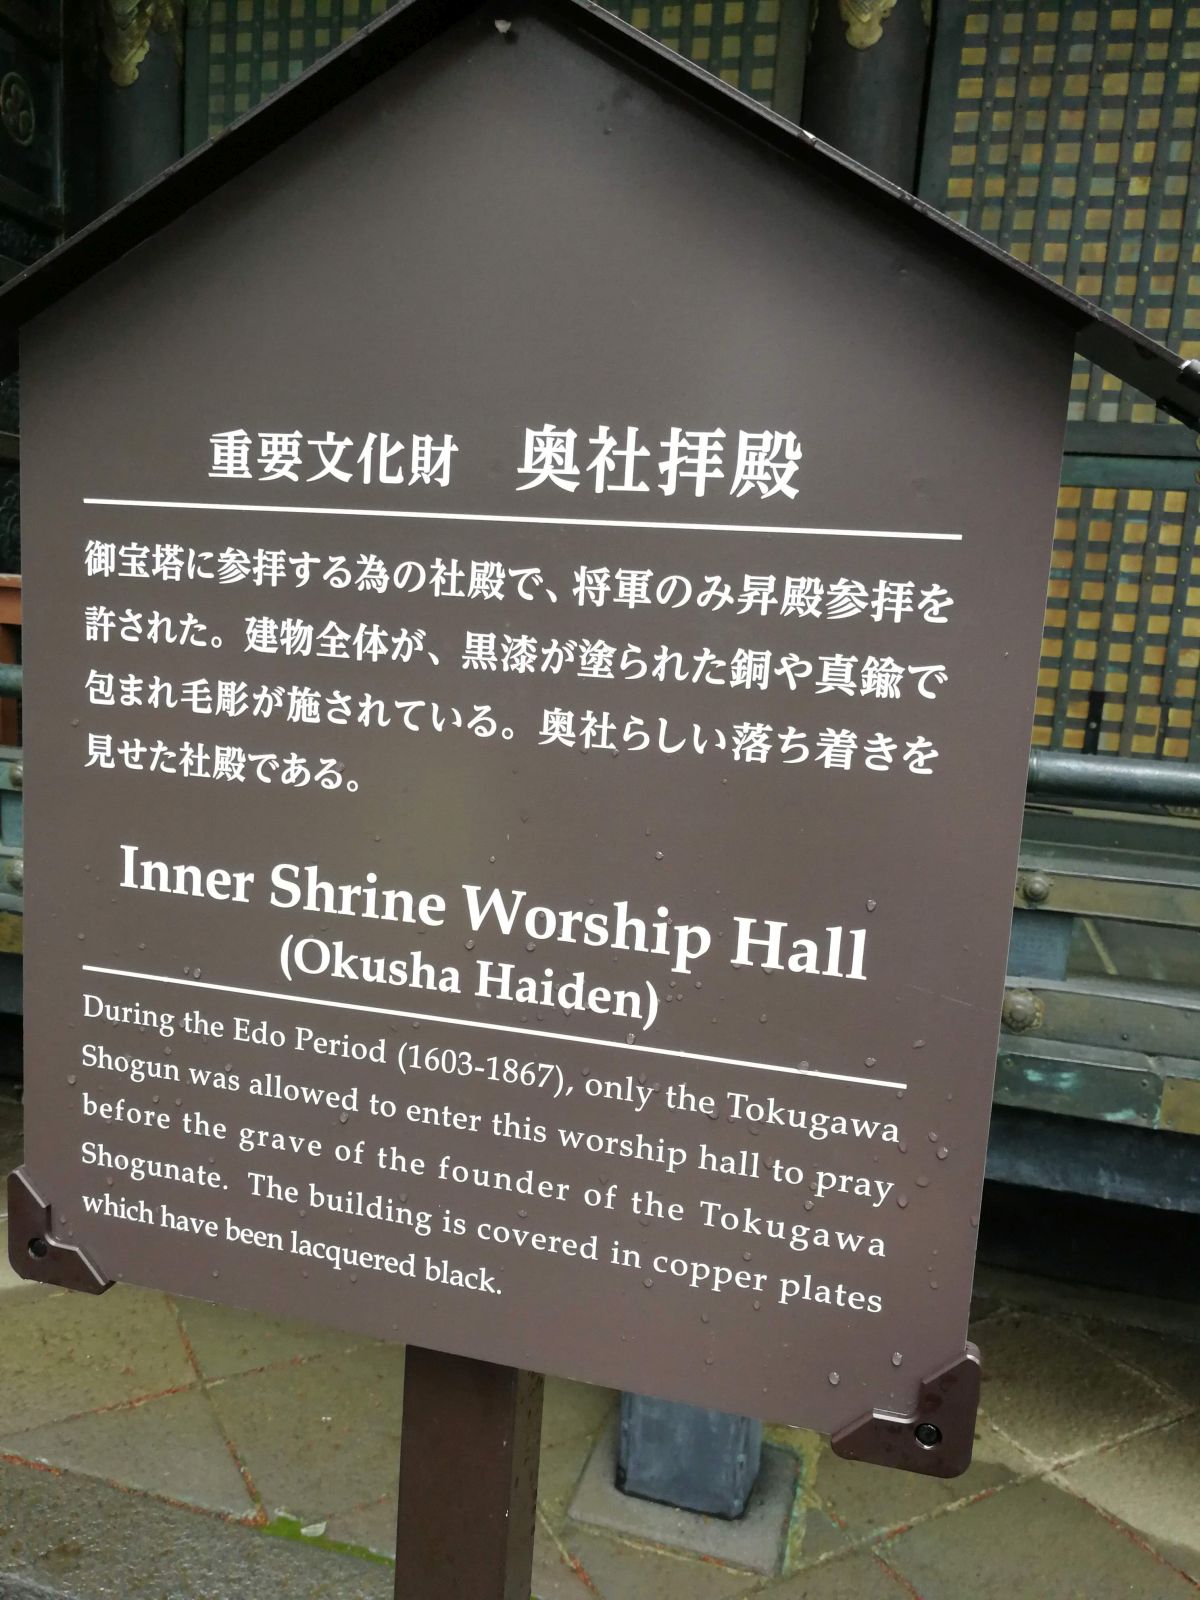 重要文化財　奥社拝殿
御宝塔に参拝する為の社殿で、将軍のみ昇殿参拝を
許された。建物全体が、黒漆が塗られた銅や真鍮で
包まれ毛彫が施されている。奥社らしい落ち着きを
見せた社殿である。
Inner Shrine Worship Hall
(Okusha Haiden)
During the Edo Period (1603-1867), only the Tokugawa
Shogun was allowed to enter this worship hall to pray
before the grave of the founder of the Tokugawa
Shogunate. The building is covered in copper plates
which have been lacquered black.